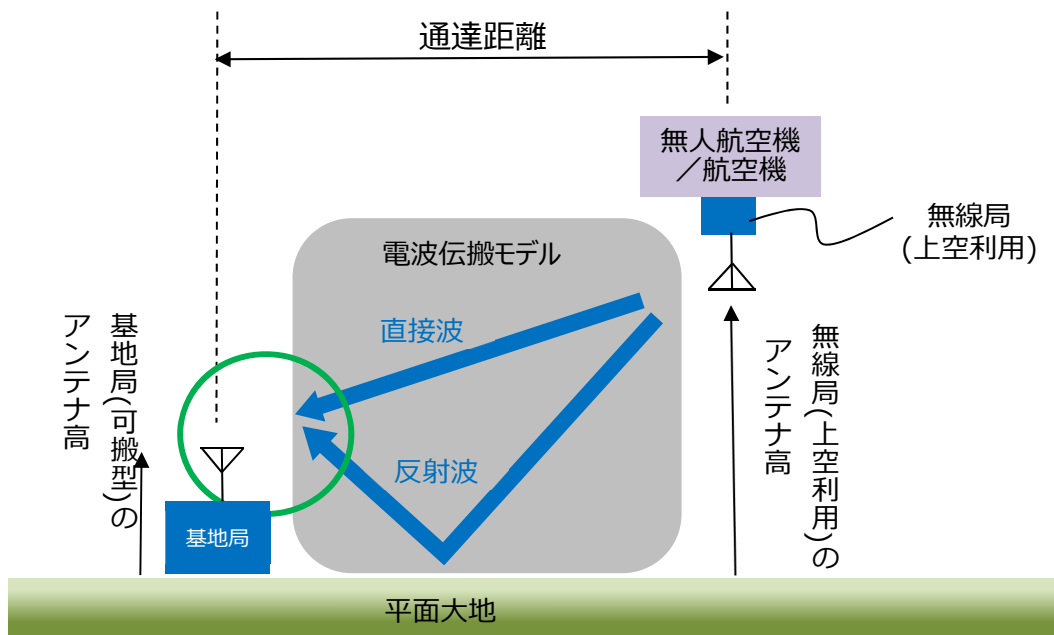 通達距離
無人航空機
／航空機
無線局
(上空利用)
電波伝搬モデル
直接波
反射波
基地局(可搬型)の
アンテナ高
無線局(上空利用)の
アンテナ高
基地局
平面大地